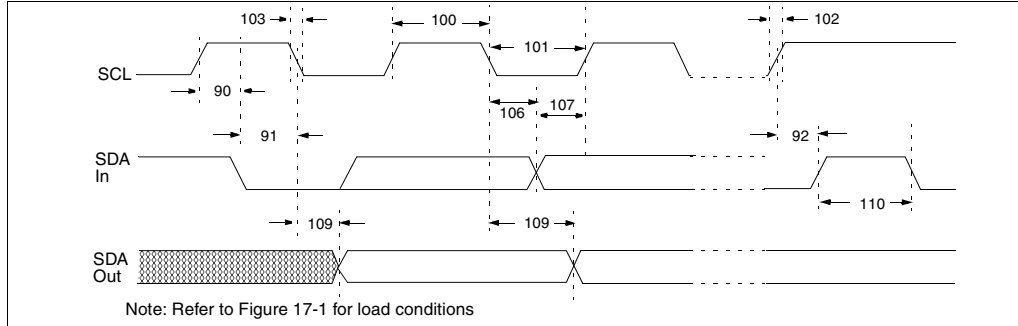 103
100
102
101
SCL
90
106
107
91
92
SDA
In
110
109
109
SDA
Out
Note: Refer to Figure 17-1 for load conditions